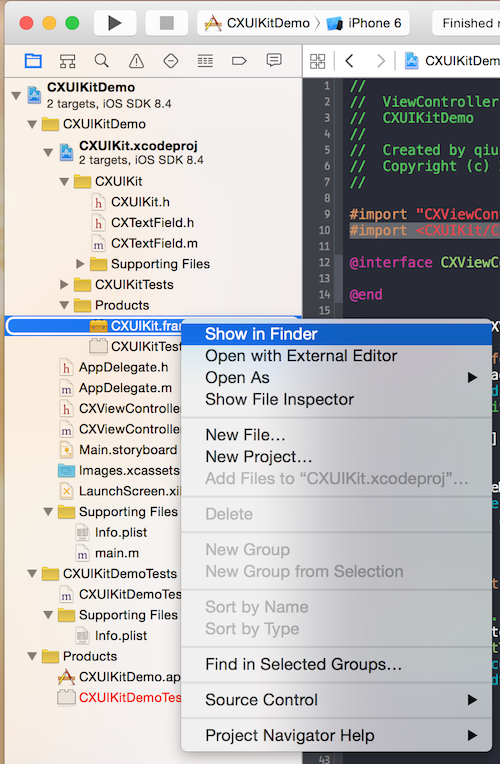 CXUIKitDemo
iPhone 6
Finished
CXUIKitDemo
2 targets, iOS SDK 8.4
CXUIKitDemo
CXUIKit.xcodeproj
2 targets, iOS SDK 8.4
CXUIKit
CXUIKit.h
CXTextField.h
CXTextField.m
Supporting Files
CXUIKitTests
Products
CXUIKit.fra
CXUIKitTest
AppDelegate.h
AppDelegate.m
CXViewController
CXViewController
Main.storyboard
Images.xcassets
LaunchScreen.xi
Supporting Files
Info.plist
main.m
CXUIKitDemoTests
CXUIKitDemoTes
Supporting Files
Info.plist
Products
CXUIKitDemo.ap
CXUIKitDemoTes
CXUIKitDem
1 //
2 // ViewController
3 // CXUIKitDemo
4 //
5 // Created by qiu
6 // Copyright (c)
7 //
8
9 #import "CXViewCon
10 #import <CXUIKit/C
11
12 @interface CXViewC
13
14 @end
Show in Finder
Open with External Editor
Open As
Show File Inspector
New File…
New Project…
Add Files to “CXUIKit.xcodeproj”…
Delete
New Group
New Group from Selection
Sort by Name
Sort by Type
Find in Selected Groups…
Source Control
Project Navigator Help
43